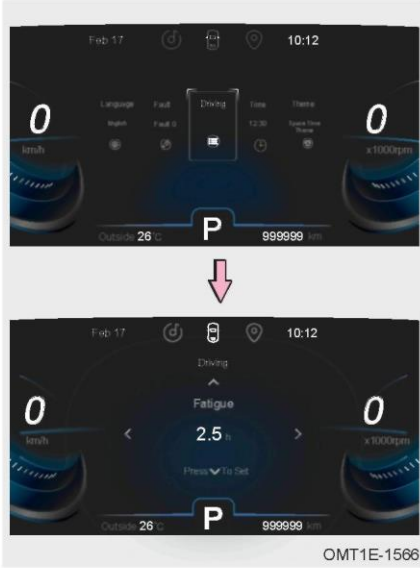 Feb 17 10:12
Language Fault Driving Time Theme
English Fault 0 12:30 Space Time
Theme
0 0
km/h x1000rpm
P
Outside 26°C 999999 km
Feb 17 10:12
Driving
Fatigue
0 2.5 h 0
km/h x1000rpm
Press To Set
P
Outside 26°C 999999 km
OMT1E-1566